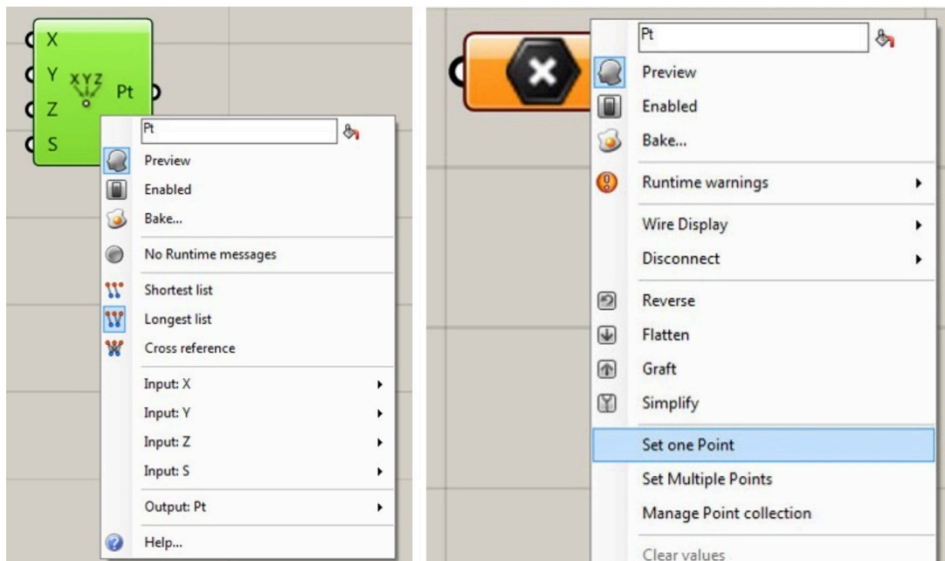 X
Y
XYZ
Pt
Z
S
Pt
Preview
Enabled
Bake...
No Runtime messages
Shortest list
Longest list
Cross reference
Input: X
Input: Y
Input: Z
Input: S
Output: Pt
Help...
Pt
Preview
Enabled
Bake...
Runtime warnings
Wire Display
Disconnect
Reverse
Flatten
Graft
Simplify
Set one Point
Set Multiple Points
Manage Point collection
Clear values